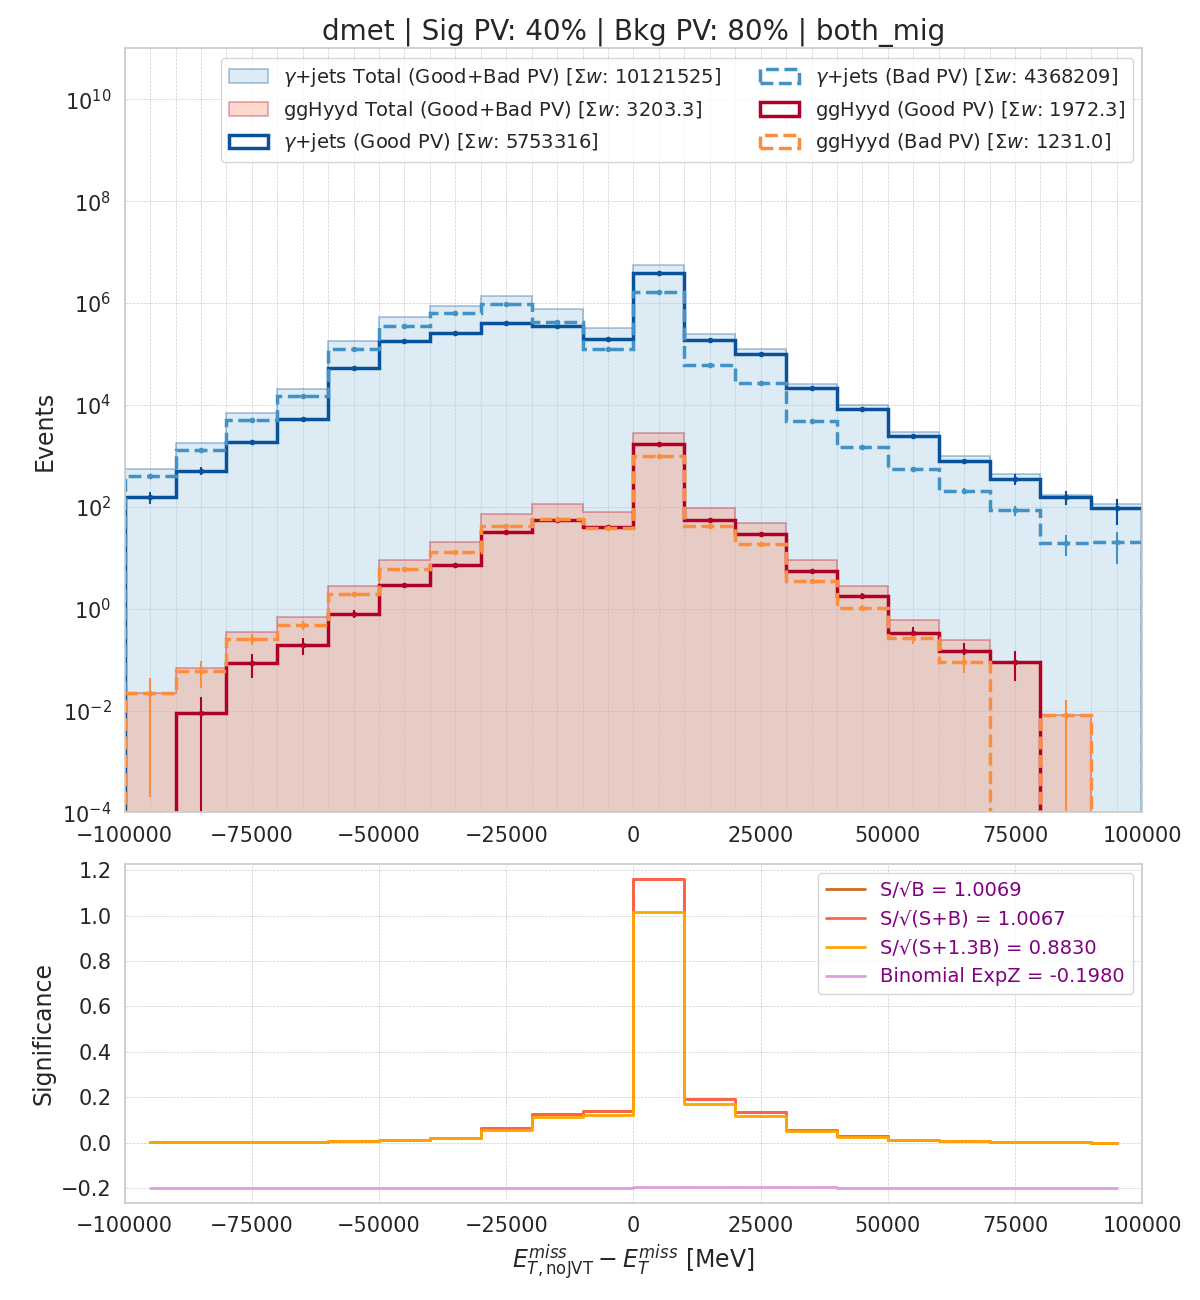 dmet | Sig PV: 40% | Bkg PV: 80% | both_mig
γ+jets Total (Good+Bad PV) [Σw: 10121525]
ggHyyd Total (Good+Bad PV) [Σw: 3203.3]
γ+jets (Good PV) [Σw: 5753316]
γ+jets (Bad PV) [Σw: 4368209]
ggHyyd (Good PV) [Σw: 1972.3]
ggHyyd (Bad PV) [Σw: 1231.0]
Events
10^10
10^8
10^6
10^4
10^2
10^0
10^−2
10^−4
−100000 −75000 −50000 −25000 0 25000 50000 75000 100000
Significance
1.2
1.0
0.8
0.6
0.4
0.2
0.0
−0.2
S/√B = 1.0069
S/√(S+B) = 1.0067
S/√(S+1.3B) = 0.8830
Binomial ExpZ = -0.1980
−100000 −75000 −50000 −25000 0 25000 50000 75000 100000
E_{T, noJVT}^{miss} − E_T^{miss} [MeV]